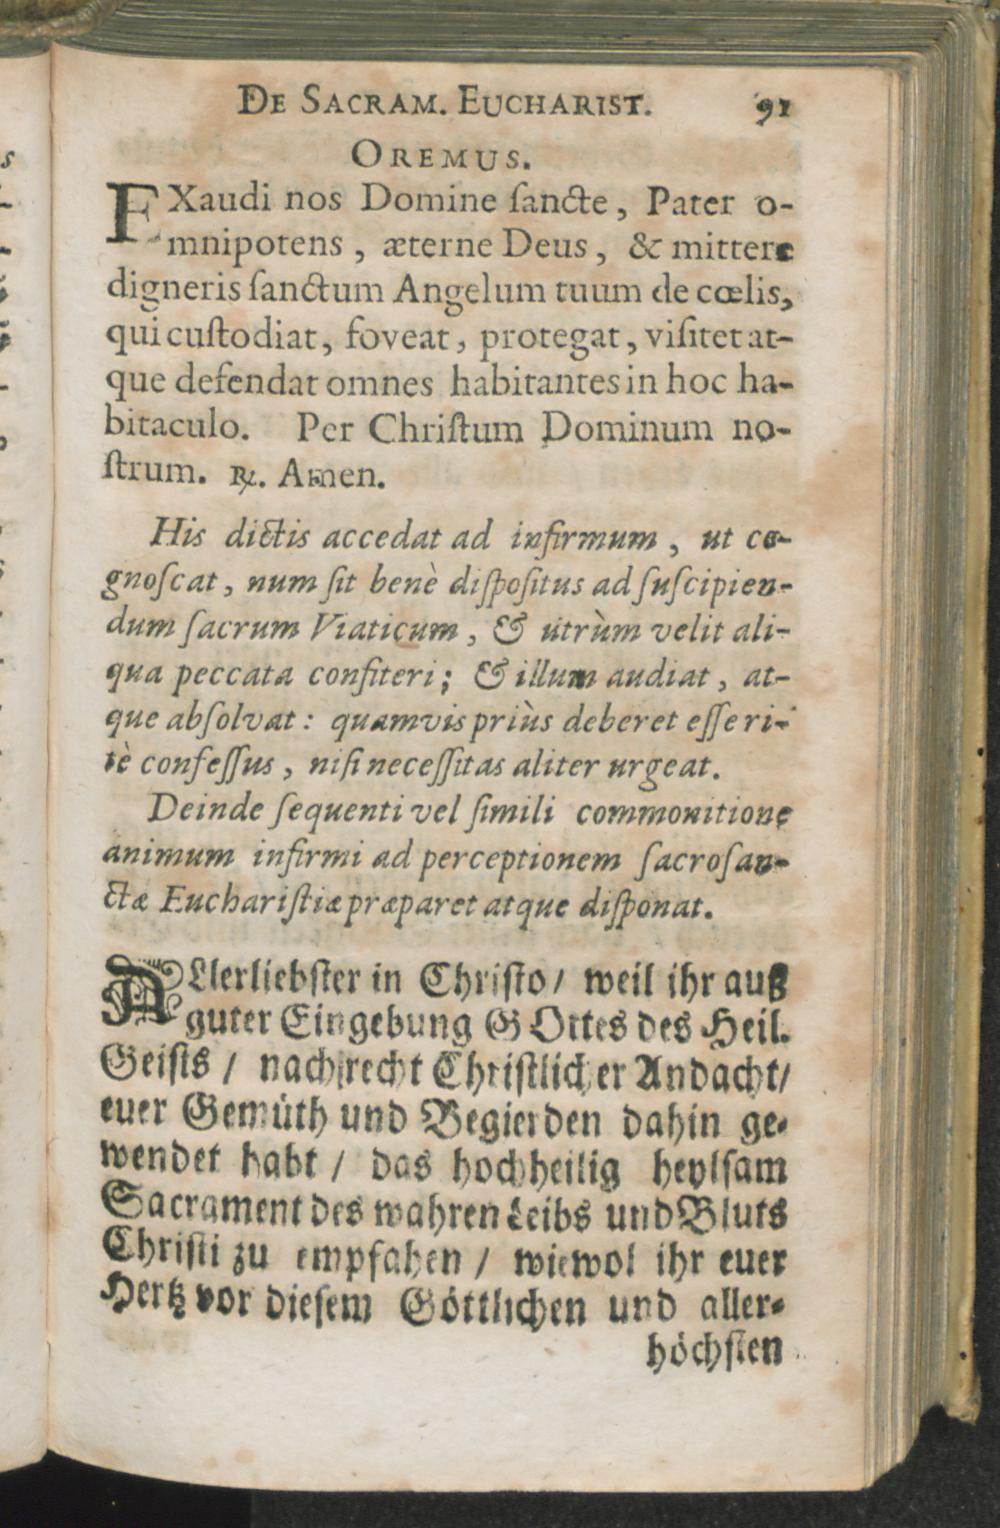 DE SACRAM. EUCHARIST. 91
OREMUS.
EXaudi nos Domine ſancte, Pater o-
mnipotens, æterne Deus, & mittere
digneris ſanctum Angelum tuum de cœlis,
qui cuſtodiat, foveat, protegat, viſitet at-
que defendat omnes habitantes in hoc ha-
bitaculo. Per Chriſtum Dominum no-
ſtrum. ℟. Amen.
His dictis accedat ad infirmum, ut co-
gnoſcat, num ſit benè diſpoſitus ad ſuſcipien-
dum ſacrum Viaticum, & utrùm velit ali-
qua peccata confiteri; & illum audiat, at-
que abſolvat: quamvis priùs deberet eſſe ri-
tè confeſſus, niſi neceſſitas aliter urgeat.
Deinde ſequenti vel ſimili commonitione
animum infirmi ad perceptionem ſacroſan-
ctæ Euchariſtiæ præparet atque diſponat.
ALlerliebſter in Chriſto / weil ihr auß
guter Eingebung GOttes des Heil.
Geiſts / nach recht Chriſtlicher Andacht /
euer Gemüth und Begierden dahin ge-
wendet habt / das hochheilig heylſam
Sacrament des wahren Leibs und Bluts
Chriſti zu empfahen / wiewol ihr euer
Hertz vor dieſem Göttlichen und aller-
höchſten